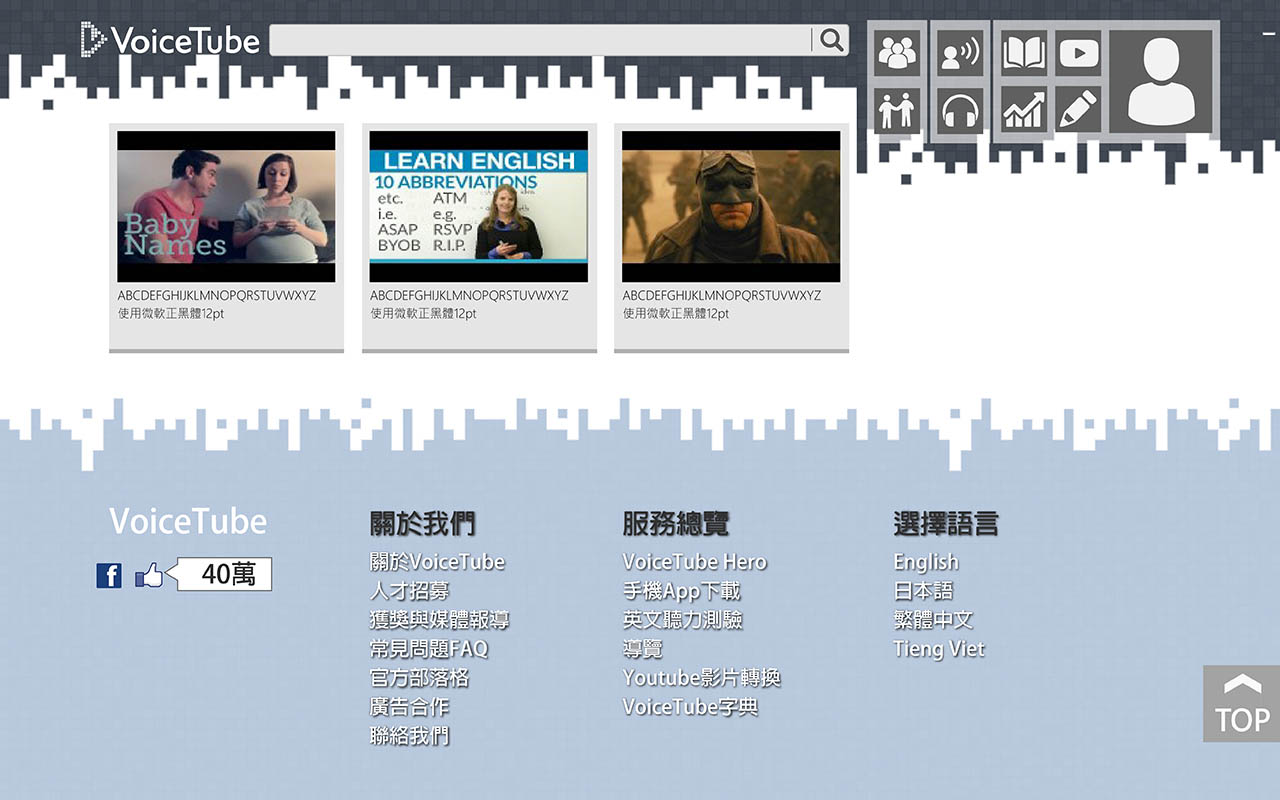 VoiceTube
Baby
Names
ABCDEFGHIJKLMNOPQRSTUVWXYZ
使用微軟正黑體12pt
LEARN ENGLISH
10 ABBREVIATIONS
etc. ATM
i.e. e.g.
ASAP RSVP
BYOB R.I.P.
ABCDEFGHIJKLMNOPQRSTUVWXYZ
使用微軟正黑體12pt
ABCDEFGHIJKLMNOPQRSTUVWXYZ
使用微軟正黑體12pt
VoiceTube
f
40萬
關於我們
關於VoiceTube
人才招募
獲獎與媒體報導
常見問題FAQ
官方部落格
廣告合作
聯絡我們
服務總覽
VoiceTube Hero
手機App下載
英文聽力測驗
導覽
Youtube影片轉換
VoiceTube字典
選擇語言
English
日本語
繁體中文
Tieng Viet
TOP